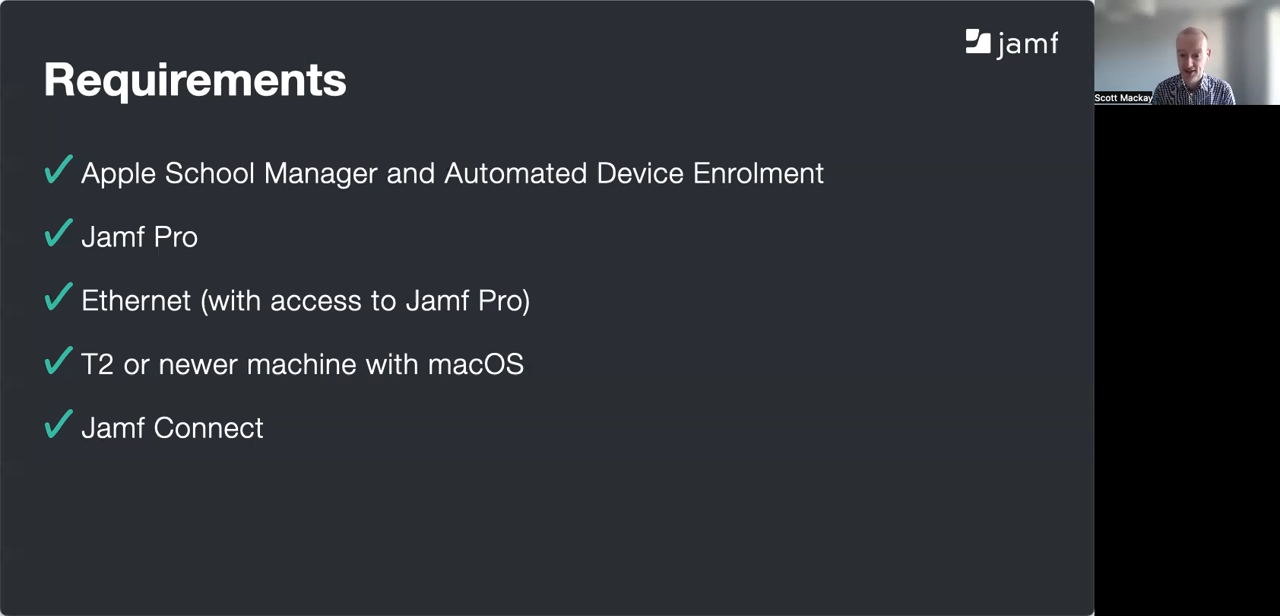 jamf
Requirements
✓ Apple School Manager and Automated Device Enrolment
✓ Jamf Pro
✓ Ethernet (with access to Jamf Pro)
✓ T2 or newer machine with macOS
✓ Jamf Connect
Scott Mackay